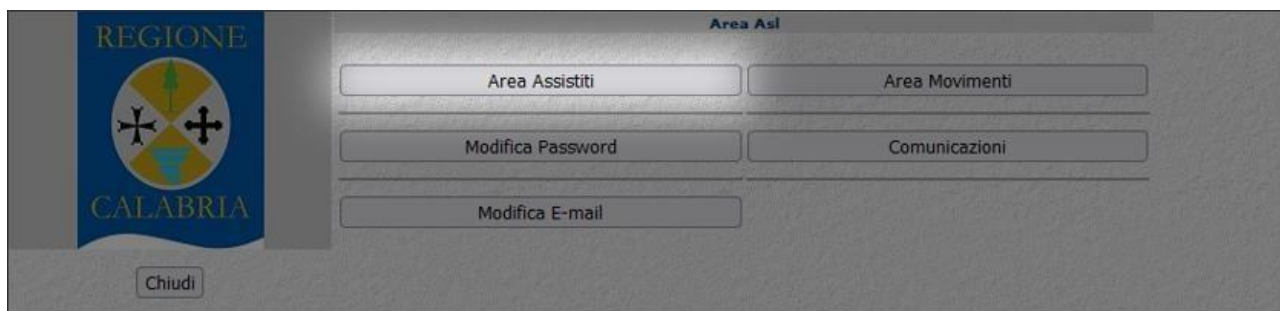 REGIONE
CALABRIA
Chiudi
Area Asl
Area Assistiti
Area Movimenti
Modifica Password
Comunicazioni
Modifica E-mail